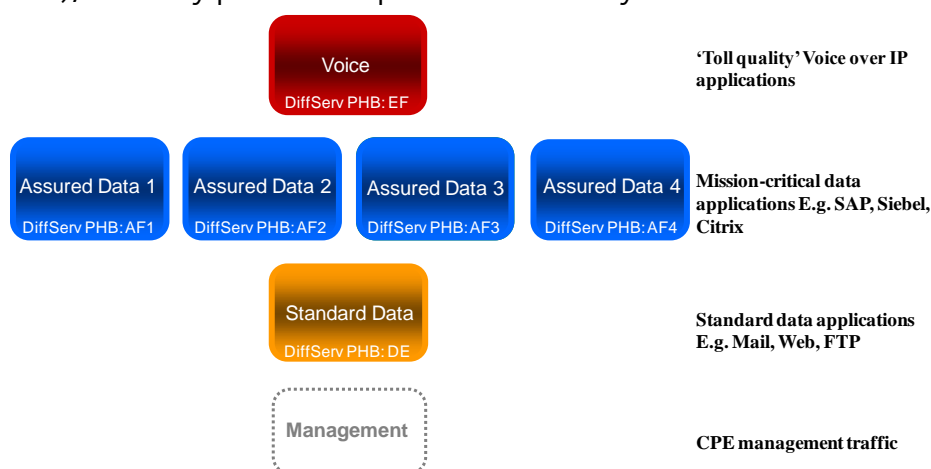 Voice
DiffServ PHB: EF
‘Toll quality’ Voice over IP
applications
Assured Data 1
DiffServ PHB: AF1
Assured Data 2
DiffServ PHB: AF2
Assured Data 3
DiffServ PHB: AF3
Assured Data 4
DiffServ PHB: AF4
Mission-critical data
applications E.g. SAP, Siebel,
Citrix
Standard Data
DiffServ PHB: DE
Standard data applications
E.g. Mail, Web, FTP
Management
CPE management traffic